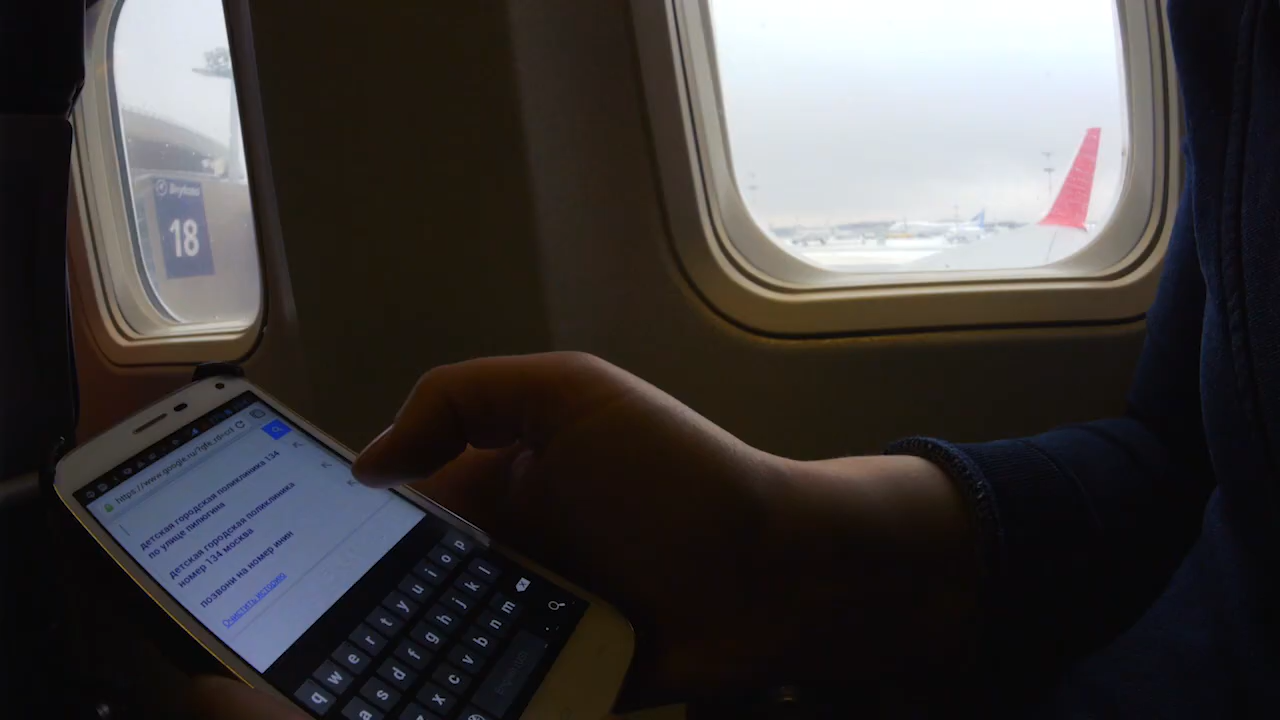 18
https://www.google.ru/?gfe_rd=cr
детская городская поликлиника 134
по улице пилюгина
детская городская поликлиника
номер 134 москва
позвони на номер инин
Очистить историю
q w e r t y u i o p
a s d f g h j k l
x c v b n m